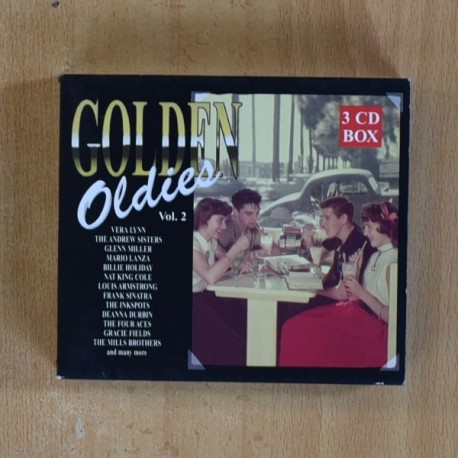 GOLDEN
Oldies
Vol. 2
3 CD
BOX
VERA LYNN
THE ANDREW SISTERS
GLENN MILLER
MARIO LANZA
BILLIE HOLIDAY
NAT KING COLE
LOUIS ARMSTRONG
FRANK SINATRA
THE INKSPOTS
DEANNA DURBIN
THE FOUR ACES
GRACIE FIELDS
THE MILLS BROTHERS
and many more